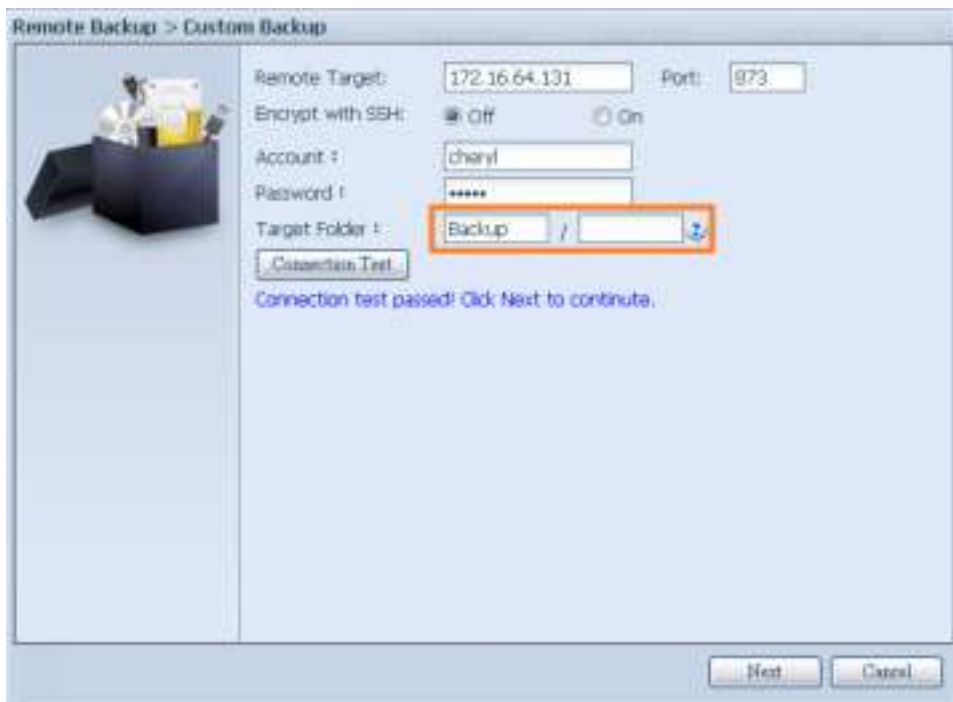 Remote Backup > Custom Backup
Remote Target: 172.16.64.131 Port: 873
Encrypt with SSH: Off On
Account : cheryl
Password : •••••
Target Folder : Backup /
Connection Test
Connection test passed! Click Next to continute.
Next Cancel